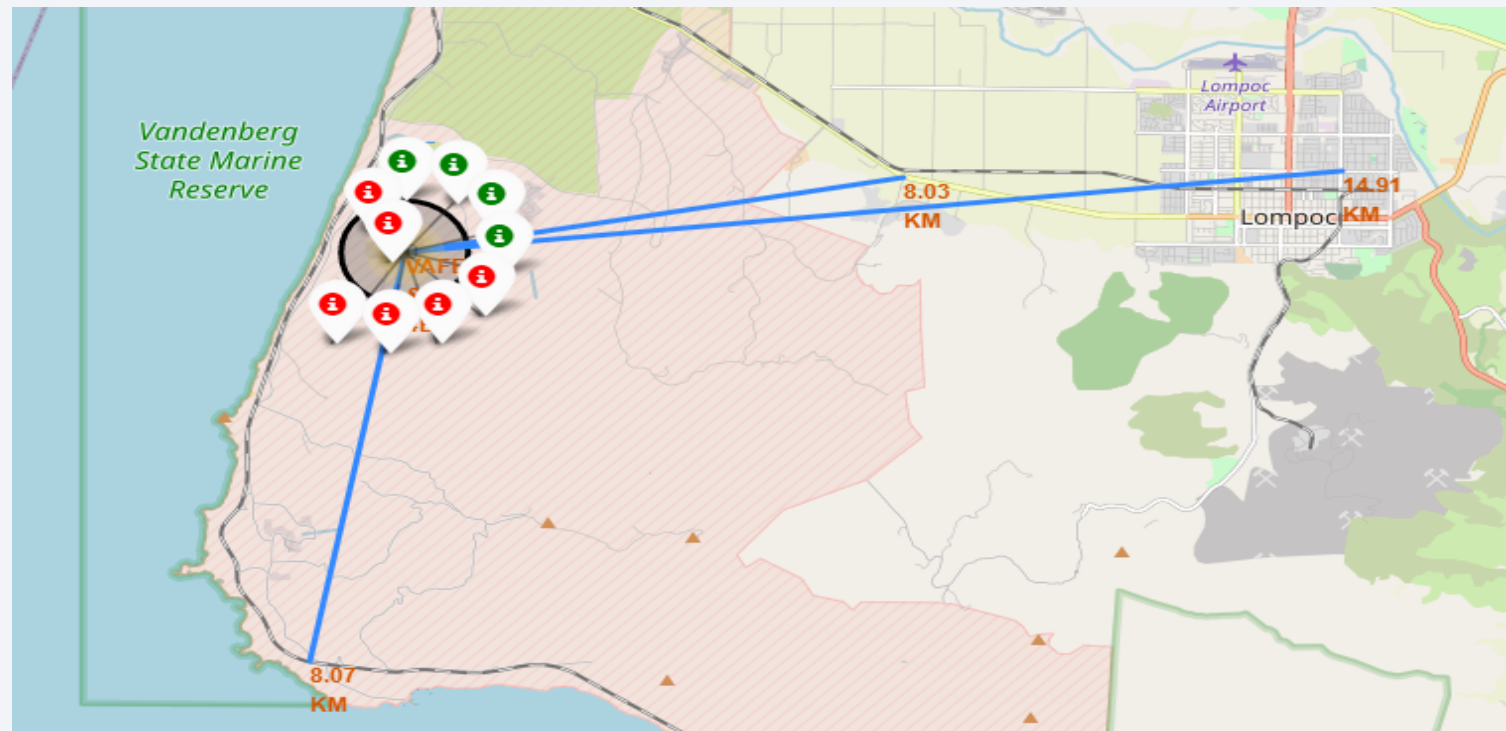 Vandenberg
State Marine
Reserve
Lompoc
Airport
8.03
KM
14.91
KM
Lompoc
8.07
KM